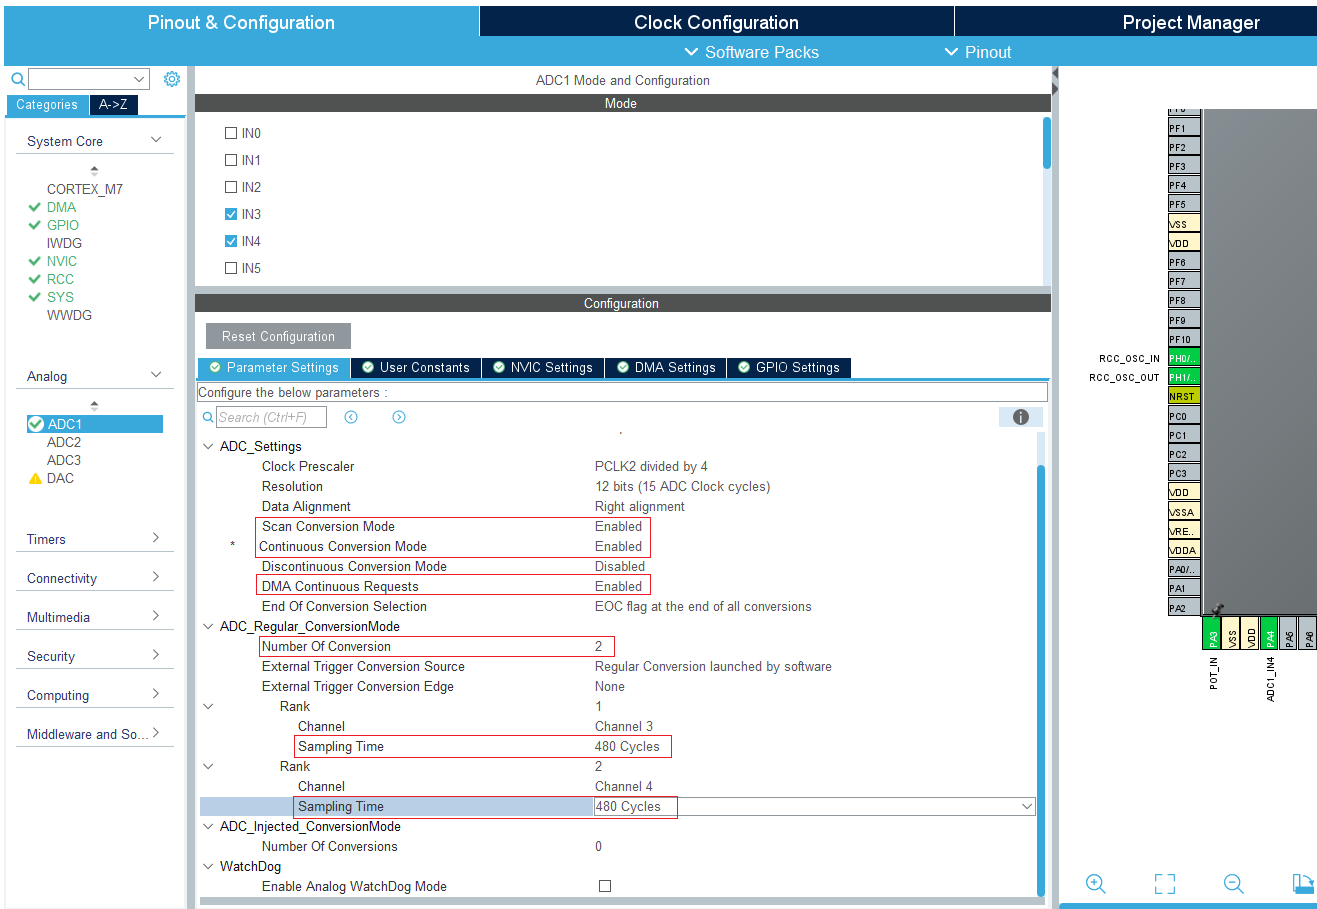 Pinout & Configuration
Clock Configuration
Project Manager
Software Packs
Pinout
Categories
A->Z
System Core
CORTEX_M7
DMA
GPIO
IWDG
NVIC
RCC
SYS
WWDG
Analog
ADC1
ADC2
ADC3
DAC
Timers
Connectivity
Multimedia
Security
Computing
Middleware and So...
ADC1 Mode and Configuration
Mode
IN0
IN1
IN2
IN3
IN4
IN5
Configuration
Reset Configuration
Parameter Settings
User Constants
NVIC Settings
DMA Settings
GPIO Settings
Configure the below parameters :
Search (Ctrl+F)
ADC_Settings
Clock Prescaler PCLK2 divided by 4
Resolution 12 bits (15 ADC Clock cycles)
Data Alignment Right alignment
Scan Conversion Mode Enabled
* Continuous Conversion Mode Enabled
Discontinuous Conversion Mode Disabled
DMA Continuous Requests Enabled
End Of Conversion Selection EOC flag at the end of all conversions
ADC_Regular_ConversionMode
Number Of Conversion 2
External Trigger Conversion Source Regular Conversion launched by software
External Trigger Conversion Edge None
Rank 1
Channel Channel 3
Sampling Time 480 Cycles
Rank 2
Channel Channel 4
Sampling Time 480 Cycles
ADC_Injected_ConversionMode
Number Of Conversions 0
WatchDog
Enable Analog WatchDog Mode
PF1
PF2
PF3
PF4
PF5
VSS
VDD
PF6
PF7
PF8
PF9
PF10
RCC_OSC_IN PH0/..
RCC_OSC_OUT PH1/..
NRST
PC0
PC1
PC2
PC3
VDD
VSSA
VRE..
VDDA
PA0/..
PA1
PA2
PA3
VSS
VDD
PA4
PA5
PA6
POT_IN
ADC1_IN4